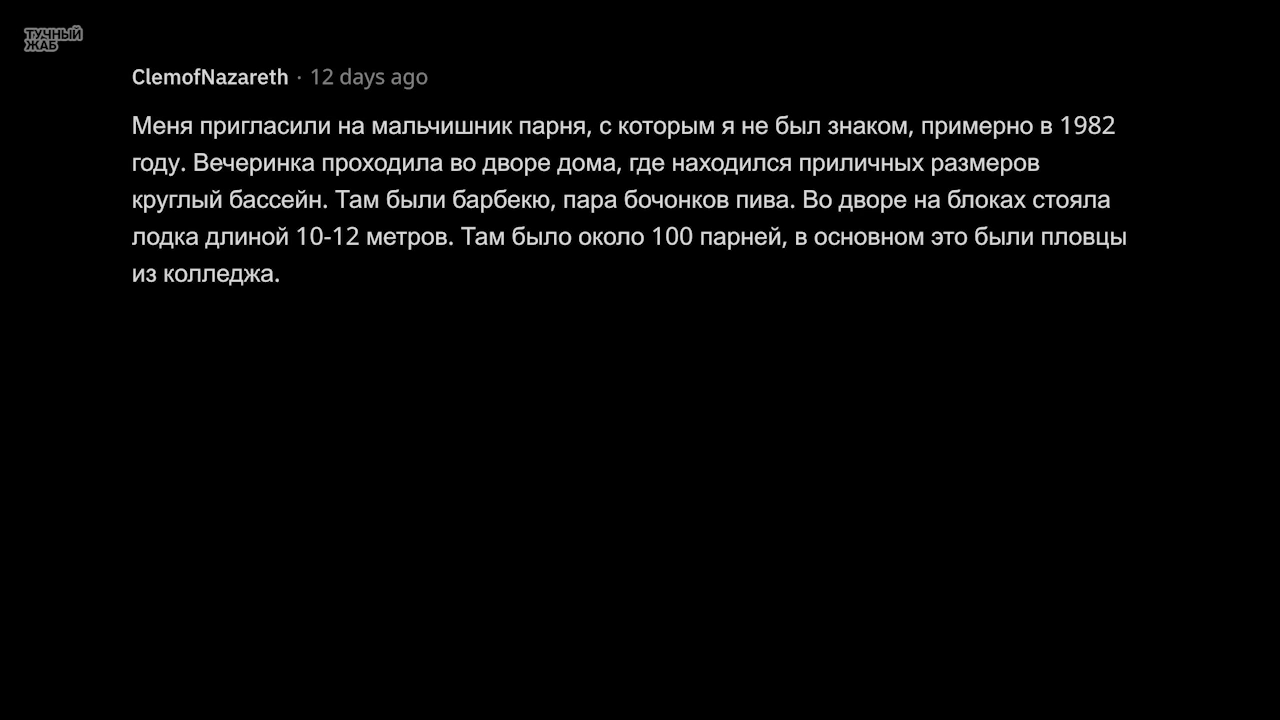 ТУЧНЫЙ
ЖАБ
ClemofNazareth · 12 days ago
Меня пригласили на мальчишник парня, с которым я не был знаком, примерно в 1982
году. Вечеринка проходила во дворе дома, где находился приличных размеров
круглый бассейн. Там были барбекю, пара бочонков пива. Во дворе на блоках стояла
лодка длиной 10-12 метров. Там было около 100 парней, в основном это были пловцы
из колледжа.